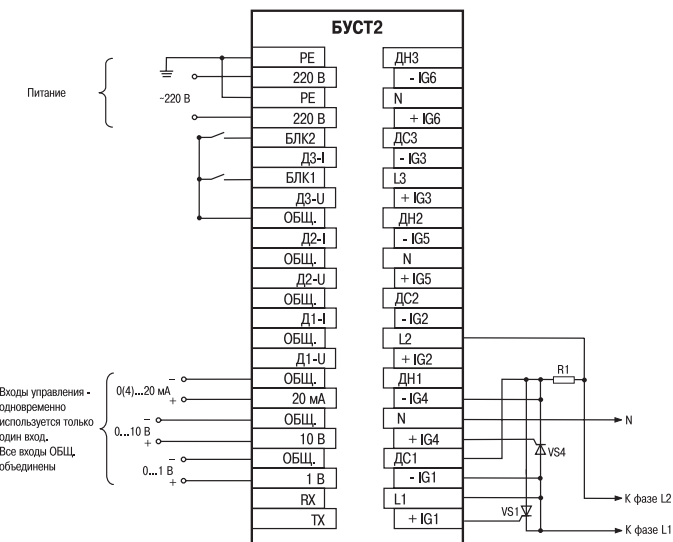 БУСТ2
PE
220 В
PE
220 В
БЛК2
Д3-I
БЛК1
Д3-U
ОБЩ.
Д2-I
ОБЩ.
Д2-U
ОБЩ.
Д1-I
ОБЩ.
Д1-U
ОБЩ.
20 мА
ОБЩ.
10 В
ОБЩ.
1 В
RX
TX
ДН3
- IG6
N
+ IG6
ДС3
- IG3
L3
+ IG3
ДН2
- IG5
N
+ IG5
ДС2
- IG2
L2
+ IG2
ДН1
- IG4
N
+ IG4
ДС1
- IG1
L1
+ IG1
Питание
~220 В
Входы управления -
одновременно
используется только
один вход.
Все входы ОБЩ.
объединены
–
0(4)...20 мА
+
–
0...10 В
+
–
0...1 В
+
R1
N
VS4
VS1
К фазе L2
К фазе L1